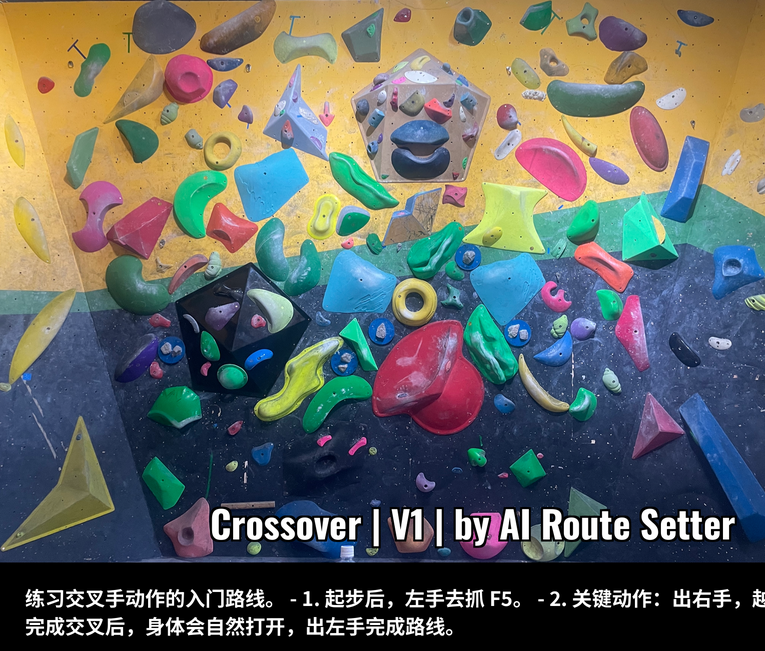 Crossover | V1 | by AI Route Setter
练习交叉手动作的入门路线。 - 1. 起步后，左手去抓 F5。 - 2. 关键动作：出右手，越
完成交叉后，身体会自然打开，出左手完成路线。